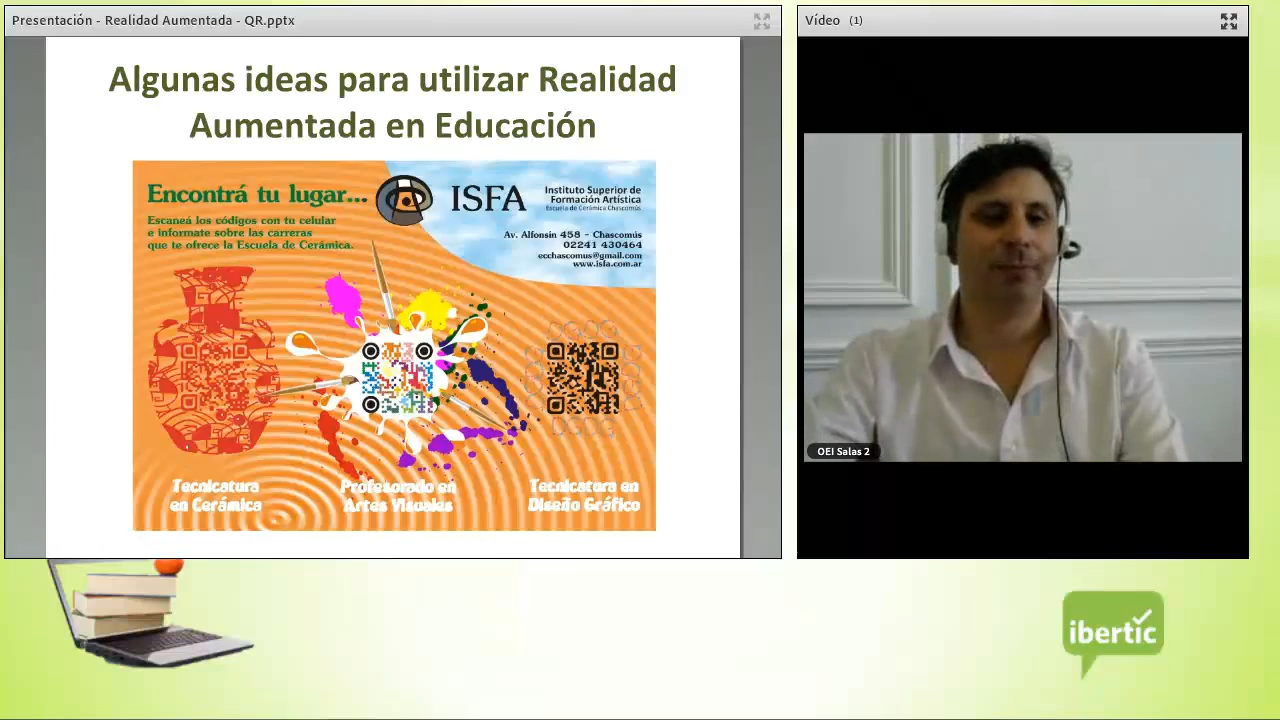 Presentación - Realidad Aumentada - QR.pptx
Vídeo (1)
Algunas ideas para utilizar Realidad
Aumentada en Educación
Encontrá tu lugar...
Escaneá los códigos con tu celular
e informate sobre las carreras
que te ofrece la Escuela de Cerámica.
ISFA
Instituto Superior de
Formación Artística
Escuela de Cerámica Chascomús
Av. Alfonsín 458 - Chascomús
02241 430464
ecchascomus@gmail.com
www.isfa.com.ar
Tecnicatura
en Cerámica
Profesorado en
Artes Visuales
Tecnicatura en
Diseño Gráfico
OEI Salas 2
ibertic